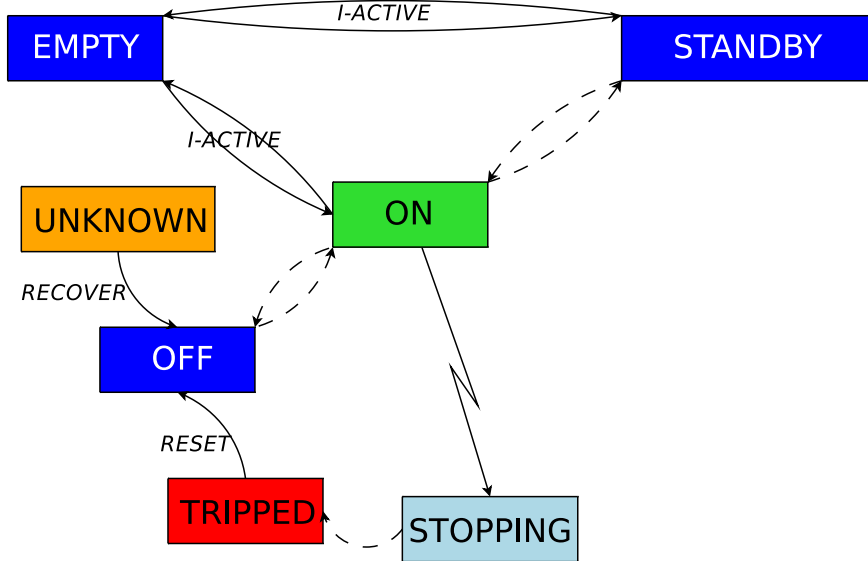 I-ACTIVE
EMPTY
STANDBY
I-ACTIVE
ON
UNKNOWN
RECOVER
OFF
RESET
TRIPPED
STOPPING